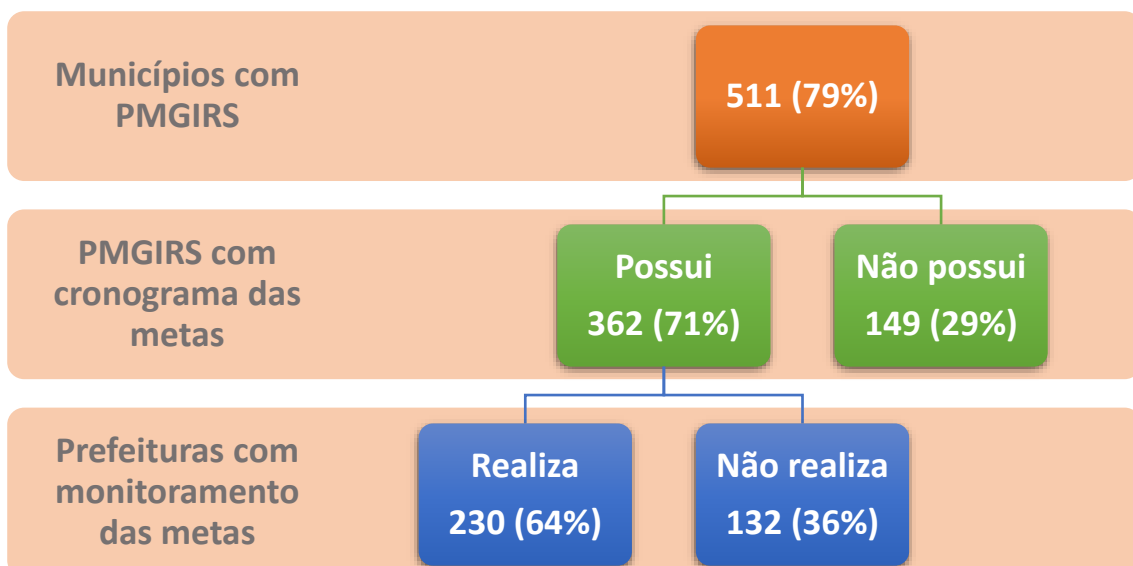 Municípios com
PMGIRS
511 (79%)
PMGIRS com
cronograma das
metas
Possui
362 (71%)
Não possui
149 (29%)
Prefeituras com
monitoramento
das metas
Realiza
230 (64%)
Não realiza
132 (36%)